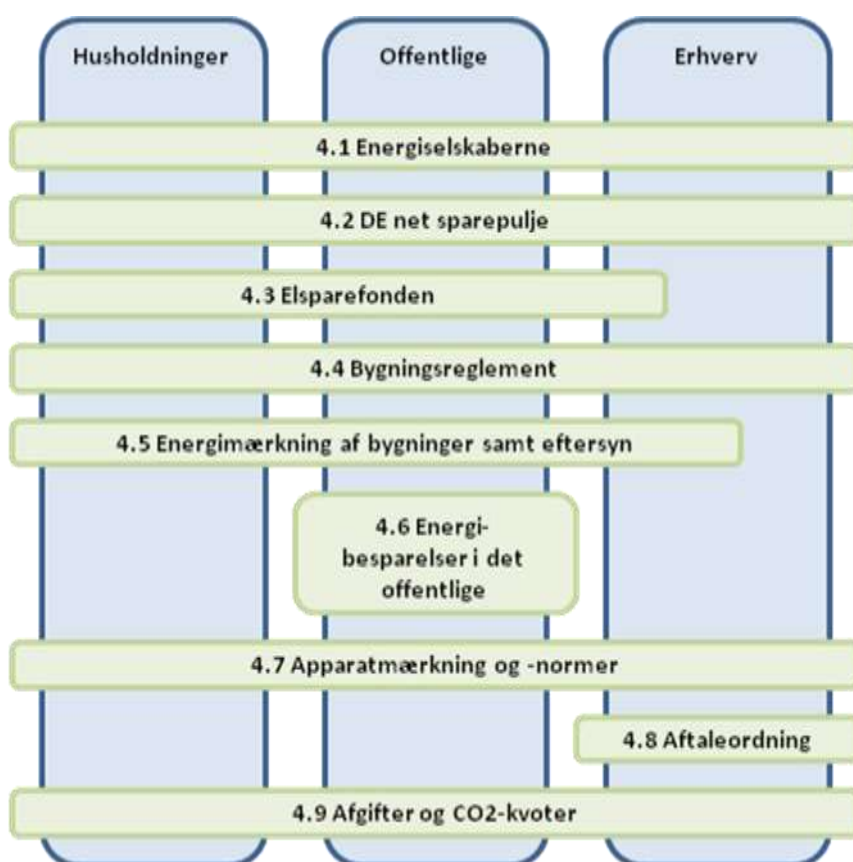 Husholdninger
Offentlige
Erhverv
4.1 Energiselskaberne
4.2 DE net sparepulje
4.3 Elsparefonden
4.4 Bygningsreglement
4.5 Energimærkning af bygninger samt eftersyn
4.6 Energi-
besparelser i det
offentlige
4.7 Apparatmærkning og -normer
4.8 Aftaleordning
4.9 Afgifter og CO2-kvoter